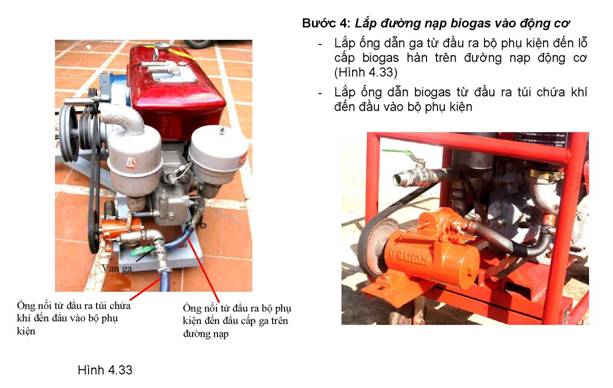 Bước 4: Lắp đường nạp biogas vào động cơ
- Lắp ống dẫn ga từ đầu ra bộ phụ kiện đến lỗ
cấp biogas hàn trên đường nạp động cơ
(Hình 4.33)
- Lắp ống dẫn biogas từ đầu ra túi chứa khí
đến đầu vào bộ phụ kiện
Van ga
Ống nối từ đầu ra túi chứa
khí đến đầu vào bộ phụ
kiện
Ống nối từ đầu ra bộ phụ
kiện đến đầu cấp ga trên
đường nạp
Hình 4.33